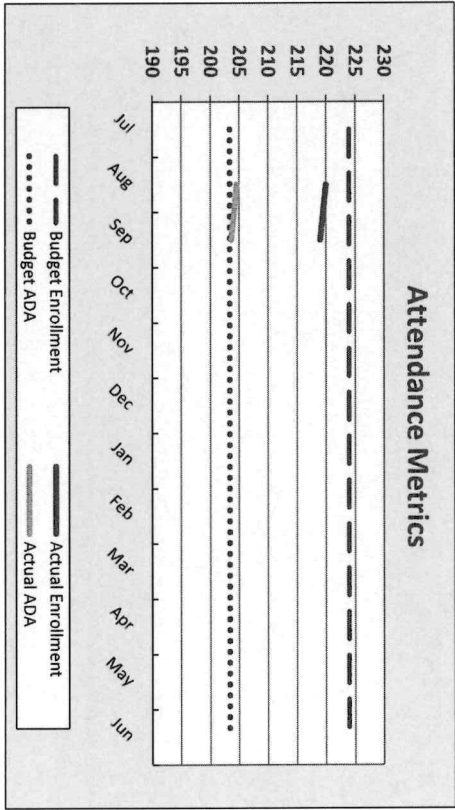 Attendance Metrics
230
225
220
215
210
205
200
195
190
Jul Aug Sep Oct Nov Dec Jan Feb Mar Apr May Jun
Budget Enrollment Actual Enrollment
Budget ADA Actual ADA